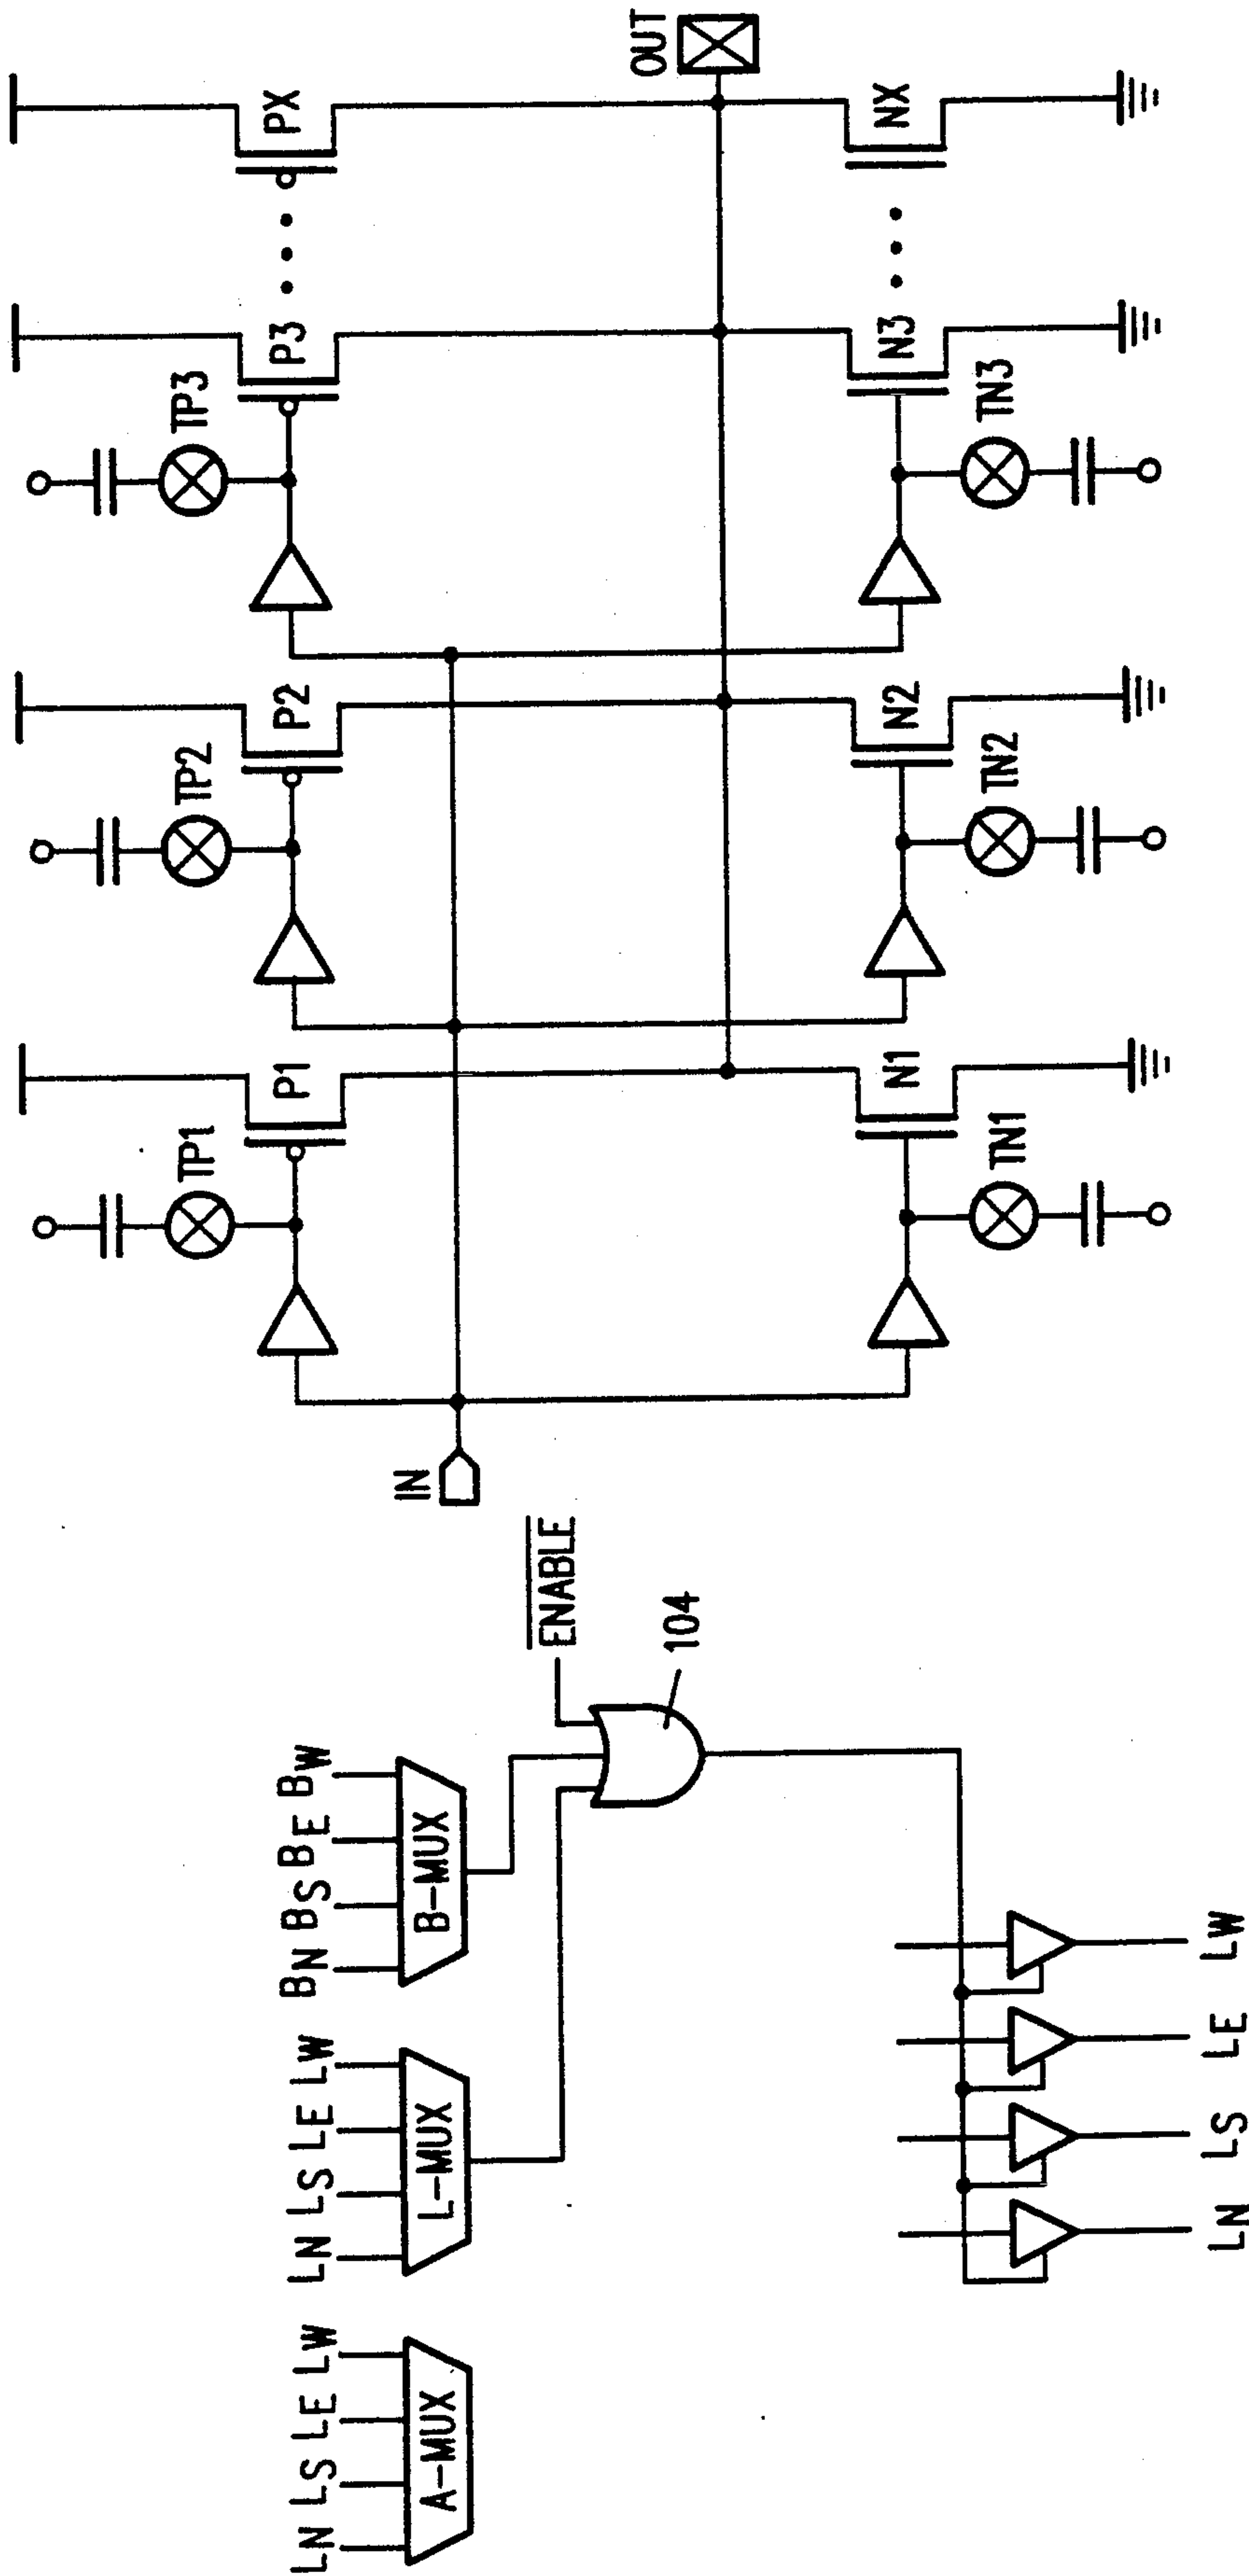 LN LS LE LW
A-MUX
LN LS LE LW
L-MUX
BN BS BE BW
B-MUX
ENABLE
104
LN LS LE LW
IN
TP1
P1
TP2
P2
TP3
P3
PX
OUT
TN1
N1
TN2
N2
TN3
N3
NX